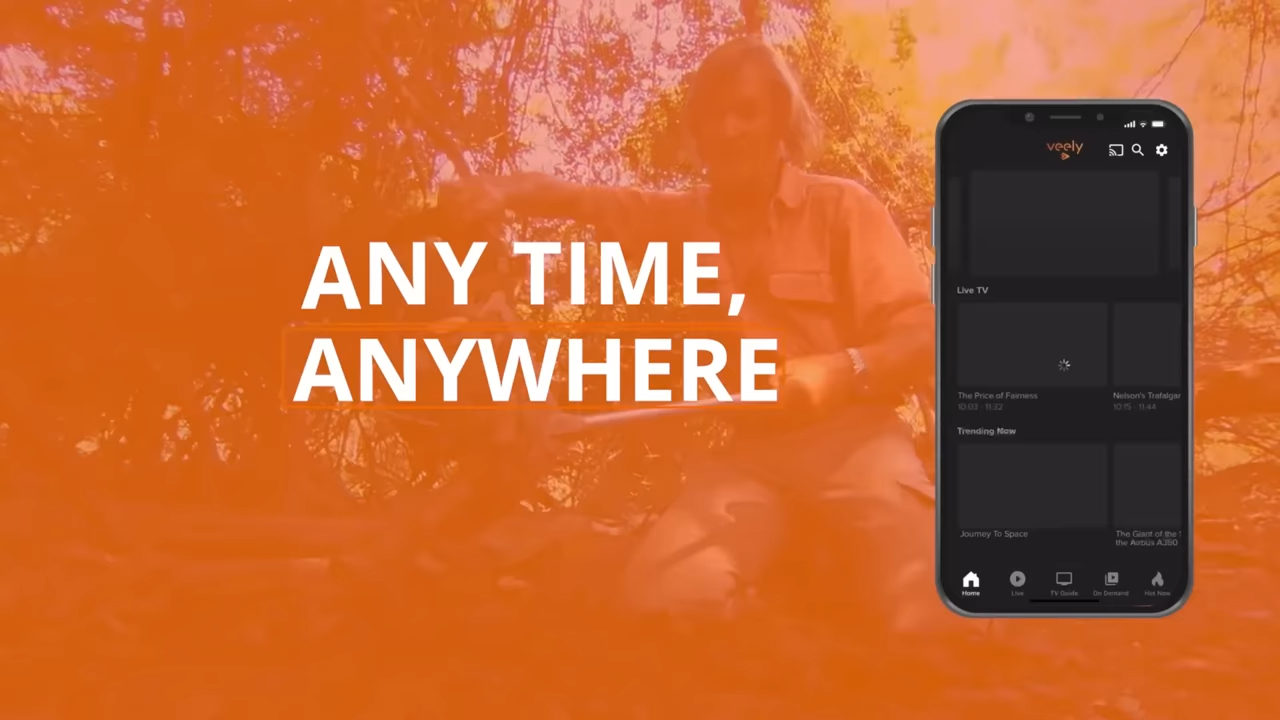 ANY TIME,
ANYWHERE
veely
Live TV
The Price of Fairness
10:03 - 11:32
Nelson's Trafalgar
10:15 - 11:44
Trending Now
Journey To Space
The Giant of the
the Airbus A380
Home
Live
TV Guide
On Demand
Hot Now